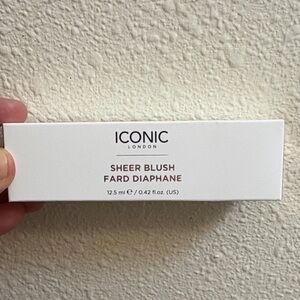 ICONIC
LONDON
SHEER BLUSH
FARD DIAPHANE
12.5 ml ℮ / 0.42 fl.oz. (US)